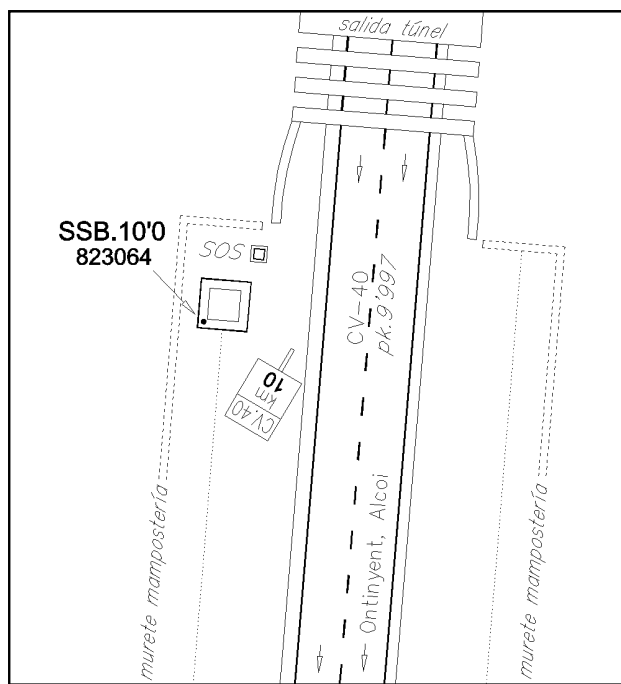 salida túnel
SSB.10'0
823064
SOS
CV-40
pk.9'997
10
km
CV.40
Ontinyent, Alcoi
murete mampostería
murete mampostería